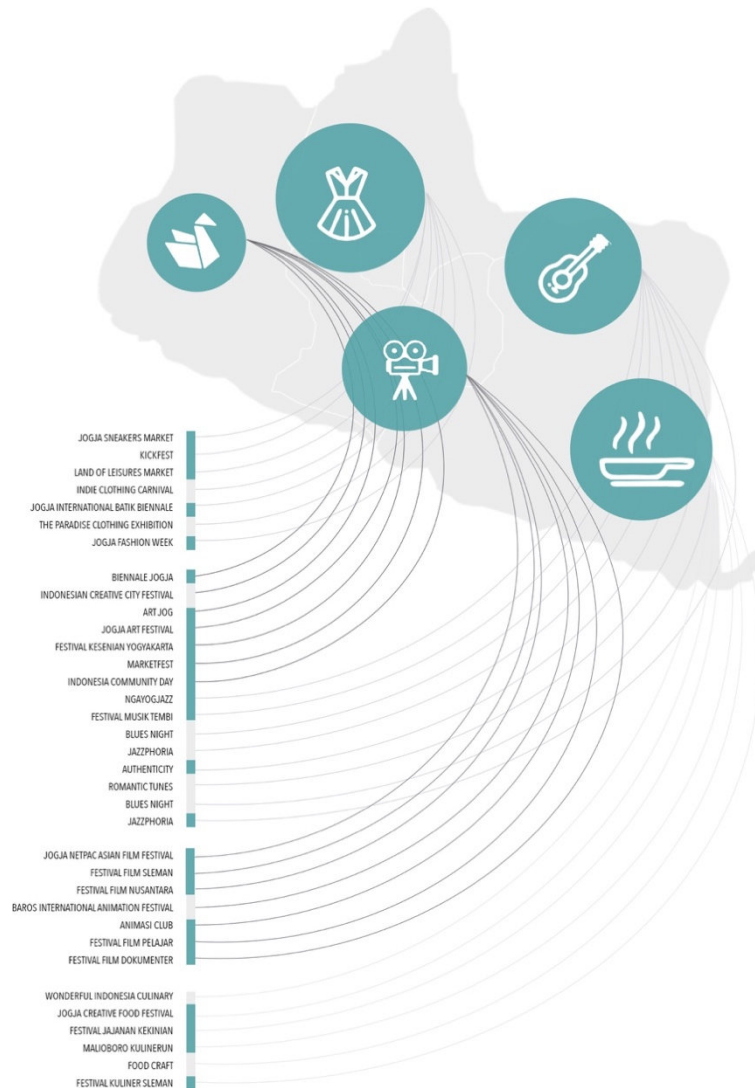 JOGJA SNEAKERS MARKET
KICKFEST
LAND OF LEISURES MARKET
INDIE CLOTHING CARNIVAL
JOGJA INTERNATIONAL BATIK BIENNALE
THE PARADISE CLOTHING EXHIBITION
JOGJA FASHION WEEK
BIENNALE JOGJA
INDONESIAN CREATIVE CITY FESTIVAL
ART JOG
JOGJA ART FESTIVAL
FESTIVAL KESENIAN YOGYAKARTA
MARKETFEST
INDONESIA COMMUNITY DAY
NGAYOGJAZZ
FESTIVAL MUSIK TEMBI
BLUES NIGHT
JAZZPHORIA
AUTHENTICITY
ROMANTIC TUNES
BLUES NIGHT
JAZZPHORIA
JOGJA NETPAC ASIAN FILM FESTIVAL
FESTIVAL FILM SLEMAN
FESTIVAL FILM NUSANTARA
BAROS INTERNATIONAL ANIMATION FESTIVAL
ANIMASI CLUB
FESTIVAL FILM PELAJAR
FESTIVAL FILM DOKUMENTER
WONDERFUL INDONESIA CULINARY
JOGJA CREATIVE FOOD FESTIVAL
FESTIVAL JAJANAN KEKINIAN
MALIOBORO KULINERUN
FOOD CRAFT
FESTIVAL KULINER SLEMAN